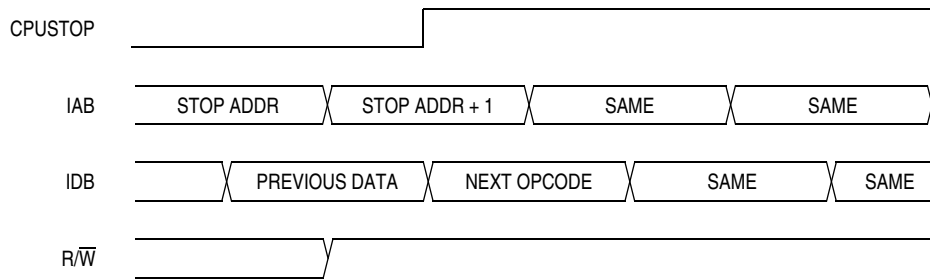 CPUSTOP
IAB STOP ADDR STOP ADDR + 1 SAME SAME
IDB PREVIOUS DATA NEXT OPCODE SAME SAME
R/W̅